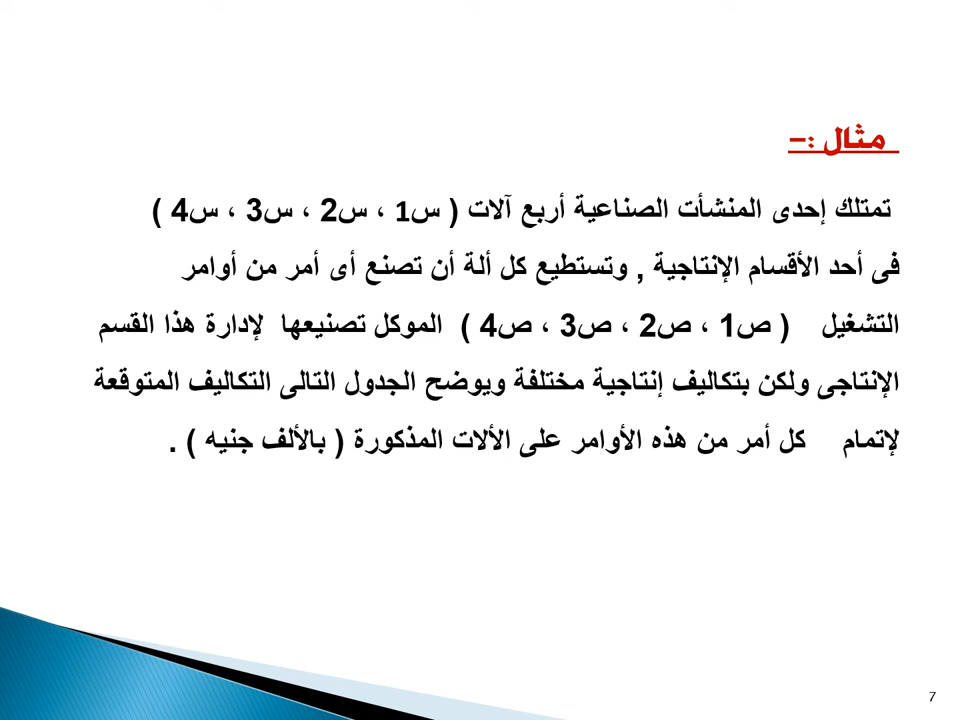 مثال :-
تمتلك إحدى المنشأت الصناعية أربع آلات ( س1 ، س2 ، س3 ، س4 )
فى أحد الأقسام الإنتاجية , وتستطيع كل ألة أن تصنع أى أمر من أوامر
التشغيل ( ص1 ، ص2 ، ص3 ، ص4 ) الموكل تصنيعها لإدارة هذا القسم
الإنتاجى ولكن بتكاليف إنتاجية مختلفة ويوضح الجدول التالى التكاليف المتوقعة
لإتمام كل أمر من هذه الأوامر على الألات المذكورة ( بالألف جنيه ) .
7